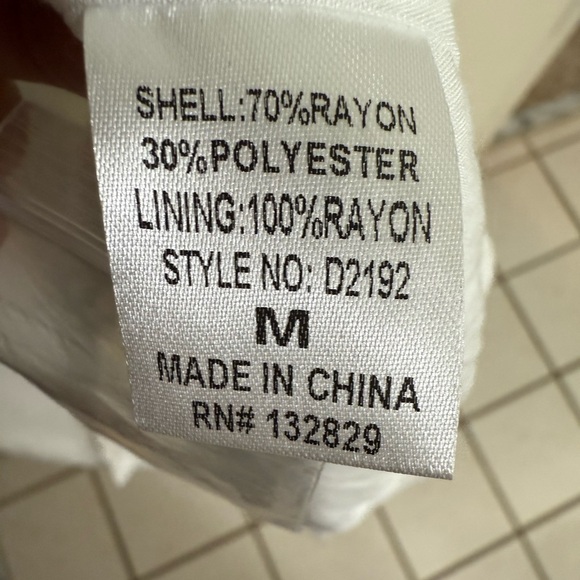 SHELL:70%RAYON
30%POLYESTER
LINING:100%RAYON
STYLE NO: D2192
M
MADE IN CHINA
RN# 132829